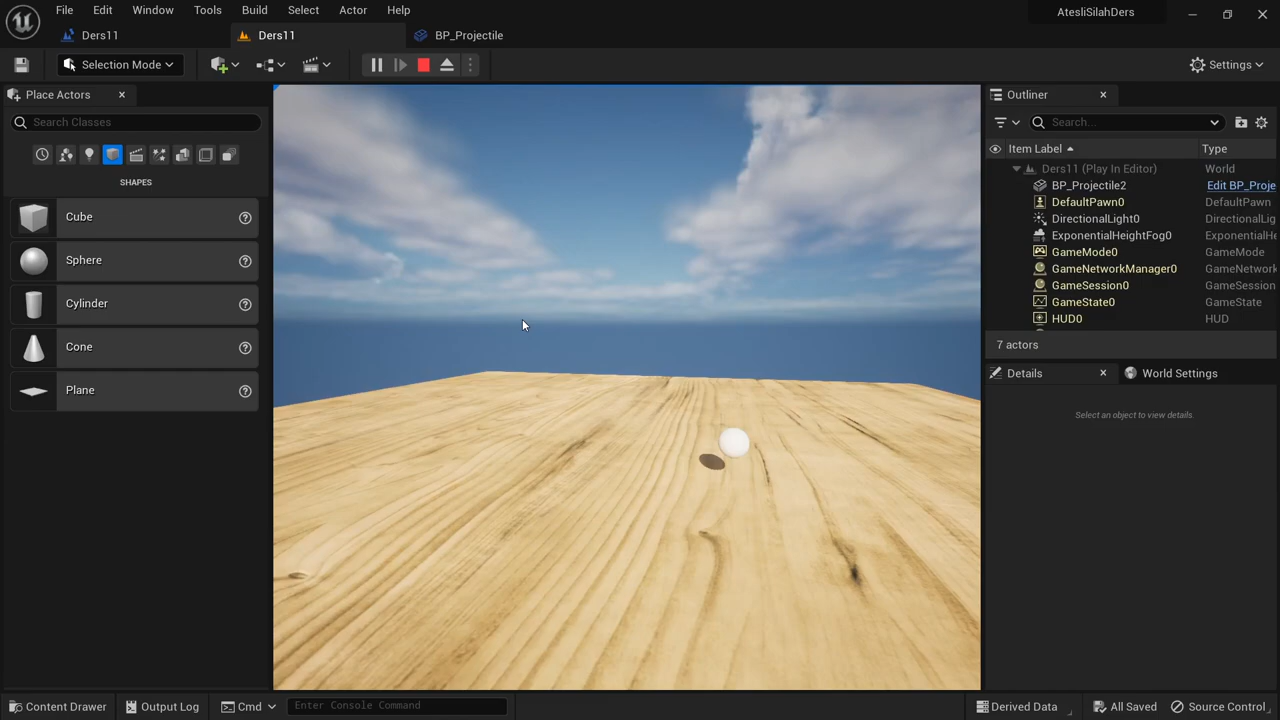 File Edit Window Tools Build Select Actor Help
AtesliSilahDers
Ders11 Ders11 BP_Projectile
Selection Mode Settings
Place Actors Outliner
Search Classes Search...
Item Label Type
SHAPES
Ders11 (Play In Editor) World
BP_Projectile2 Edit BP_Proje
DefaultPawn0 DefaultPawn
Cube
DirectionalLight0 DirectionalLig
ExponentialHeightFog0 ExponentialHe
GameMode0 GameMode
Sphere
GameNetworkManager0 GameNetwork
GameSession0 GameSession
GameState0 GameState
Cylinder
HUD0 HUD
7 actors
Cone
Details World Settings
Plane
Select an object to view details.
Content Drawer Output Log Cmd Enter Console Command Derived Data All Saved Source Control